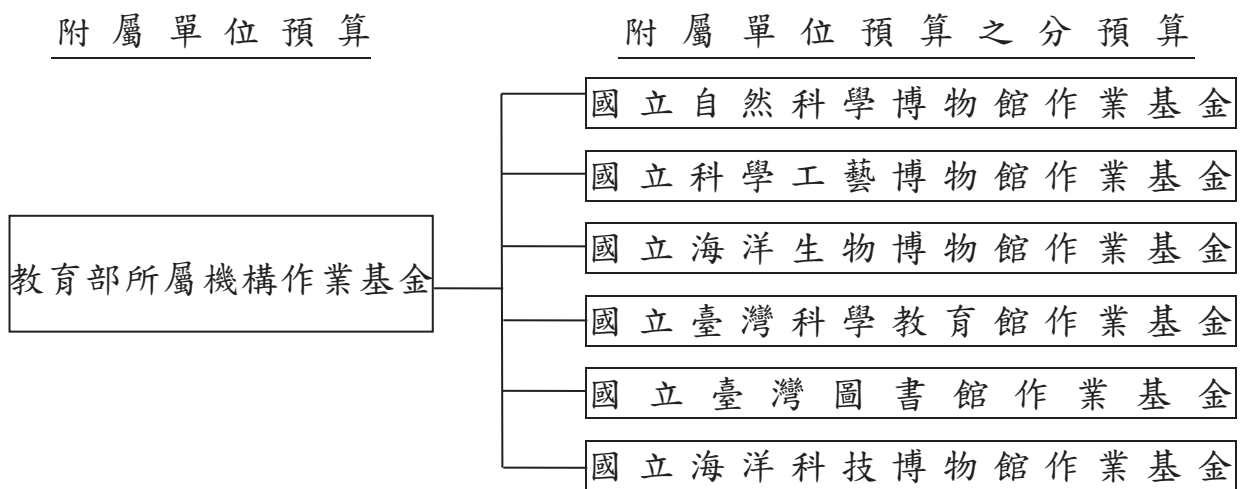 附屬單位預算
附屬單位預算之分預算
國立自然科學博物館作業基金
國立科學工藝博物館作業基金
國立海洋生物博物館作業基金
教育部所屬機構作業基金
國立臺灣科學教育館作業基金
國立臺灣圖書館作業基金
國立海洋科技博物館作業基金